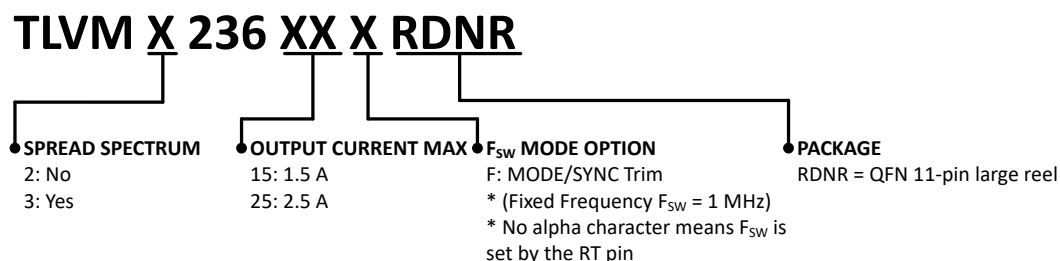 TLVM X 236 XX X RDNR
SPREAD SPECTRUM
2: No
3: Yes
OUTPUT CURRENT MAX
15: 1.5 A
25: 2.5 A
FSW MODE OPTION
F: MODE/SYNC Trim
* (Fixed Frequency FSW = 1 MHz)
* No alpha character means FSW is
set by the RT pin
PACKAGE
RDNR = QFN 11-pin large reel